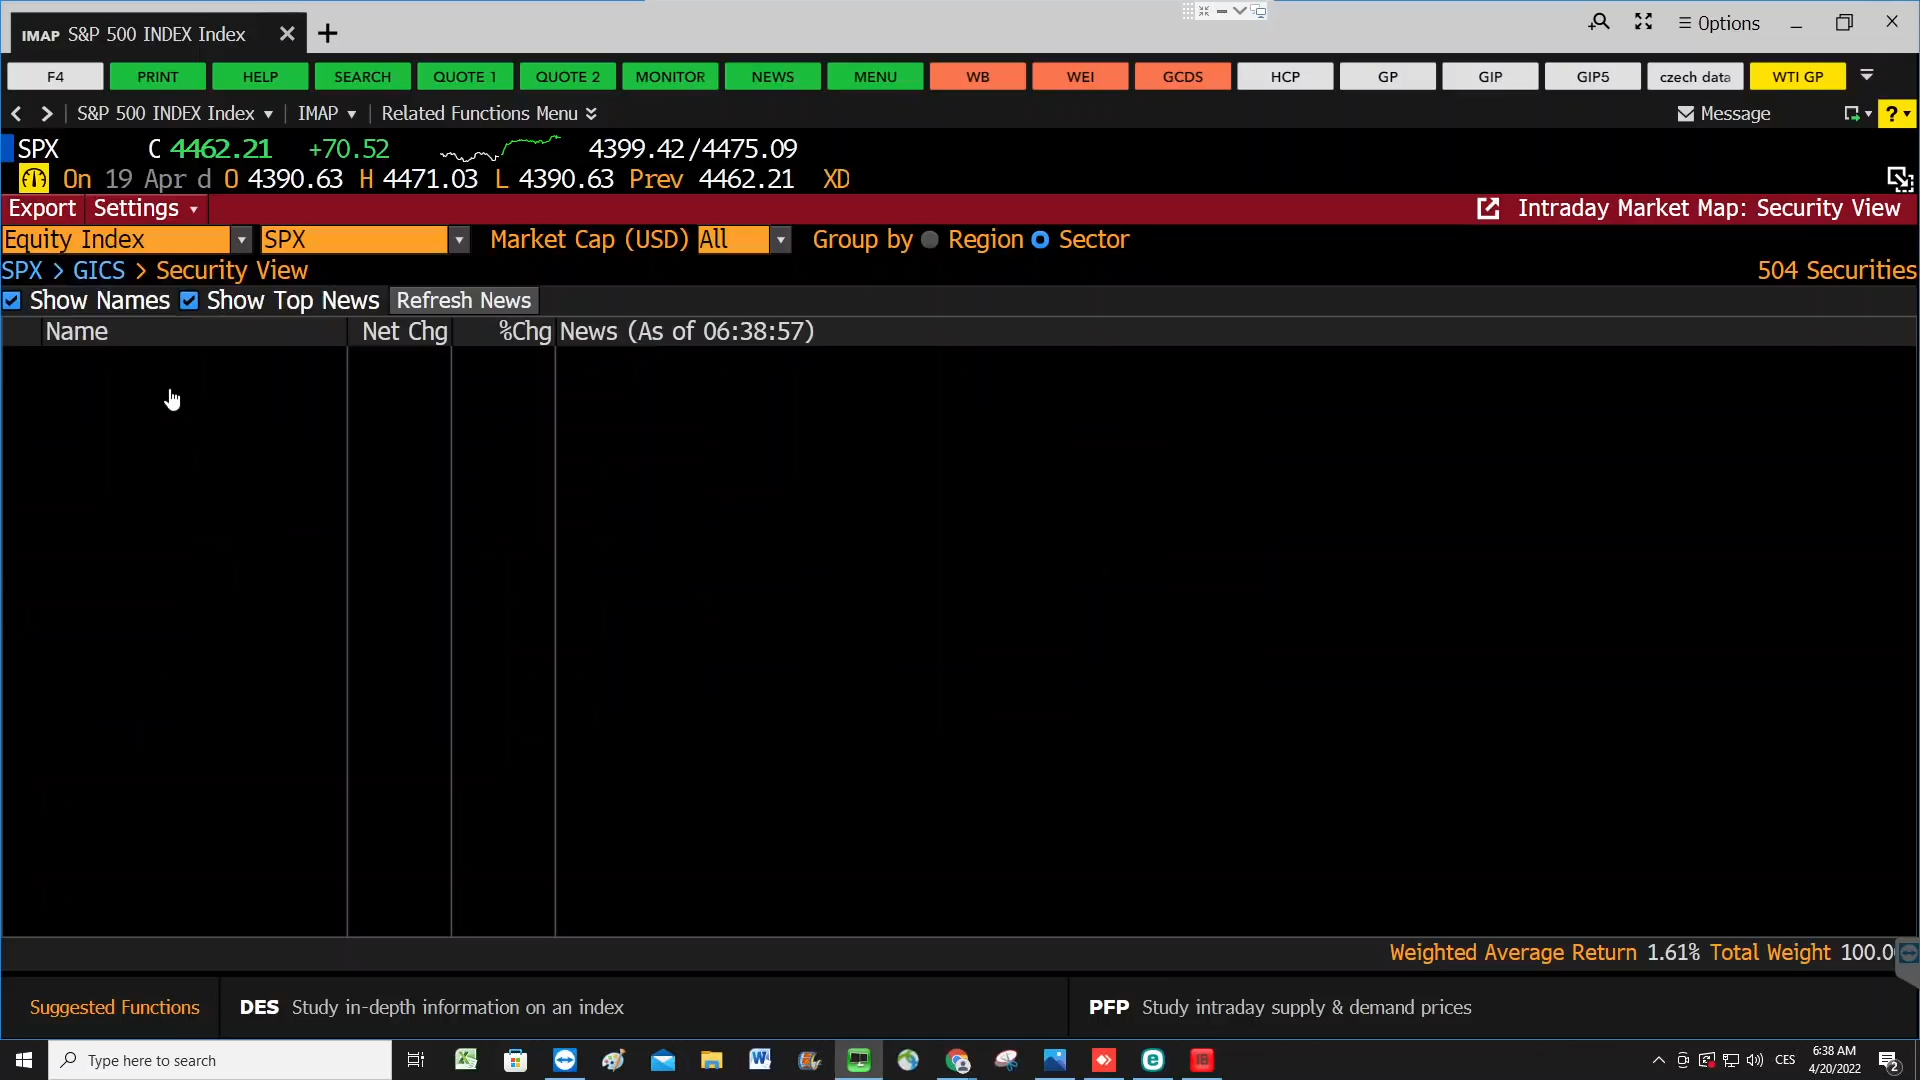 IMAP S&P 500 INDEX Index
Options
F4 PRINT HELP SEARCH QUOTE 1 QUOTE 2 MONITOR NEWS MENU WB WEI GCDS HCP GP GIP GIP5 czech data WTI GP
S&P 500 INDEX Index IMAP Related Functions Menu Message ?
SPX C 4462.21 +70.52 4399.42/4475.09
On 19 Apr d O 4390.63 H 4471.03 L 4390.63 Prev 4462.21 XD
Export Settings Intraday Market Map: Security View
Equity Index SPX Market Cap (USD) All Group by Region Sector
SPX > GICS > Security View 504 Securities
Show Names Show Top News Refresh News
Name Net Chg %Chg News (As of 06:38:57)
Weighted Average Return 1.61% Total Weight 100.0
Suggested Functions DES Study in-depth information on an index PFP Study intraday supply & demand prices
Type here to search CES 6:38 AM
4/20/2022 2